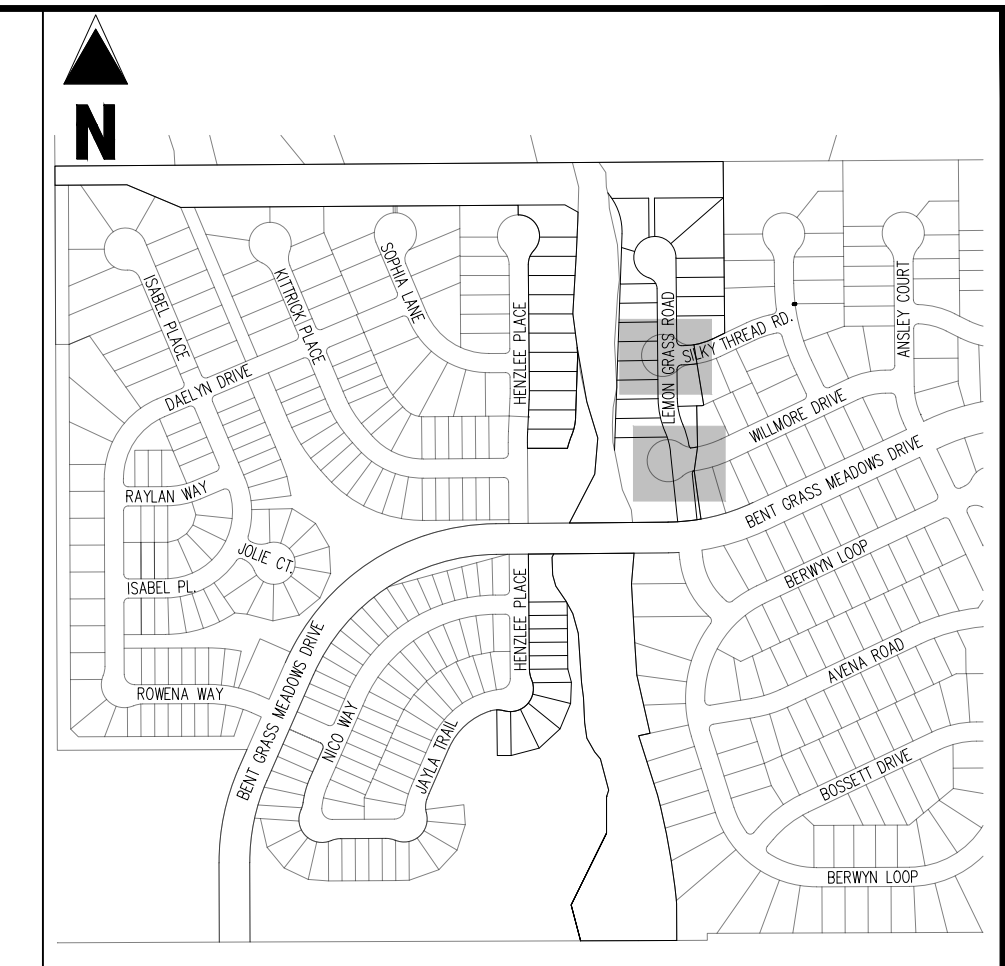 N
ISABEL PLACE
KITTRICK PLACE
SOPHIA LANE
HENZLEE PLACE
LEMON GRASS ROAD
SILKY THREAD RD.
ANSLEY COURT
DAELYN DRIVE
WILLMORE DRIVE
BENT GRASS MEADOWS DRIVE
RAYLAN WAY
JOLIE CT.
ISABEL PL.
BERWYN LOOP
HENZLEE PLACE
AVENA ROAD
ROWENA WAY
BENT GRASS MEADOWS DRIVE
NICO WAY
JAYLA TRAIL
BOSSETT DRIVE
BERWYN LOOP